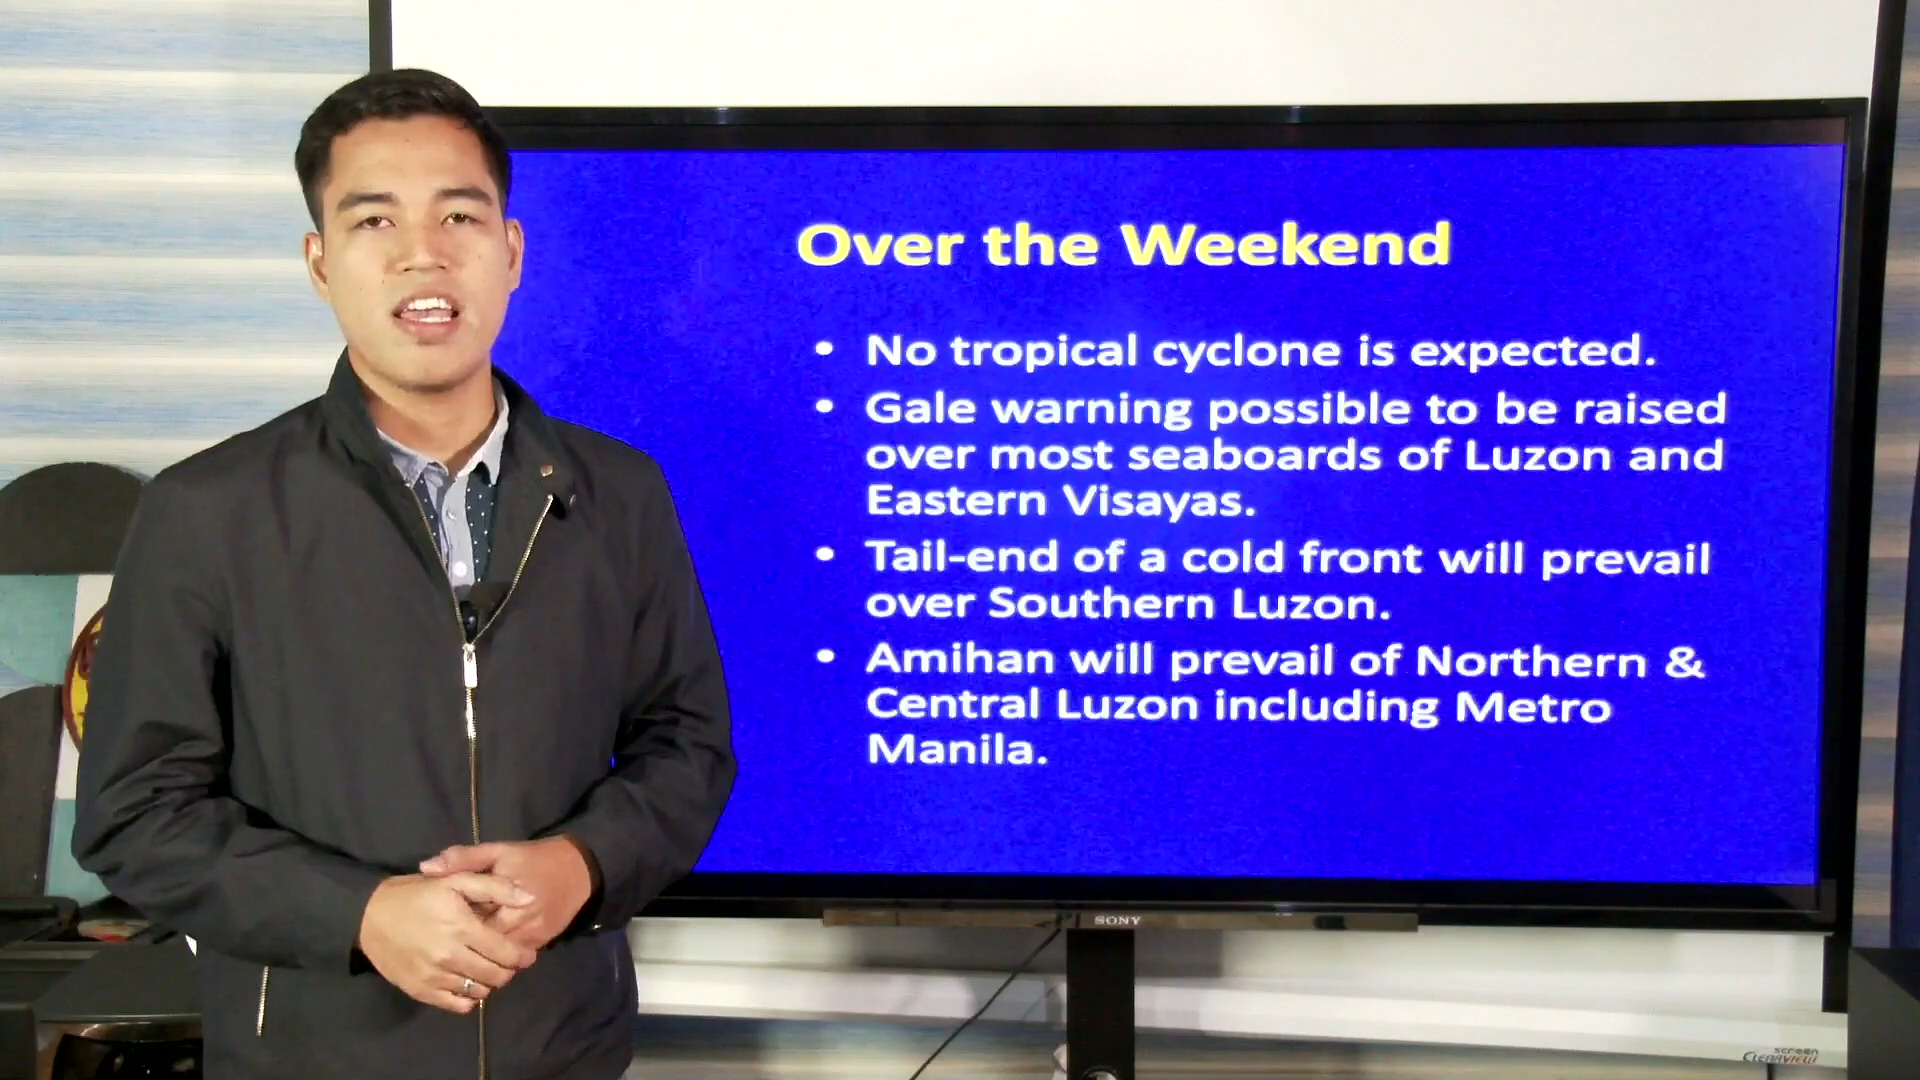 Over the Weekend
• No tropical cyclone is expected.
• Gale warning possible to be raised
over most seaboards of Luzon and
Eastern Visayas.
• Tail-end of a cold front will prevail
over Southern Luzon.
• Amihan will prevail of Northern &
Central Luzon including Metro
Manila.
SONY
screen
CLEARVIEW